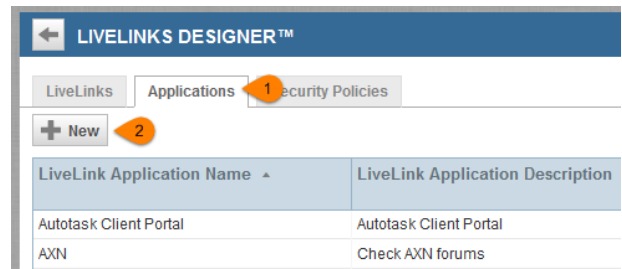 LIVELINKS DESIGNER™
LiveLinks Applications 1 ecurity Policies
New 2
LiveLink Application Name LiveLink Application Description
Autotask Client Portal Autotask Client Portal
AXN Check AXN forums